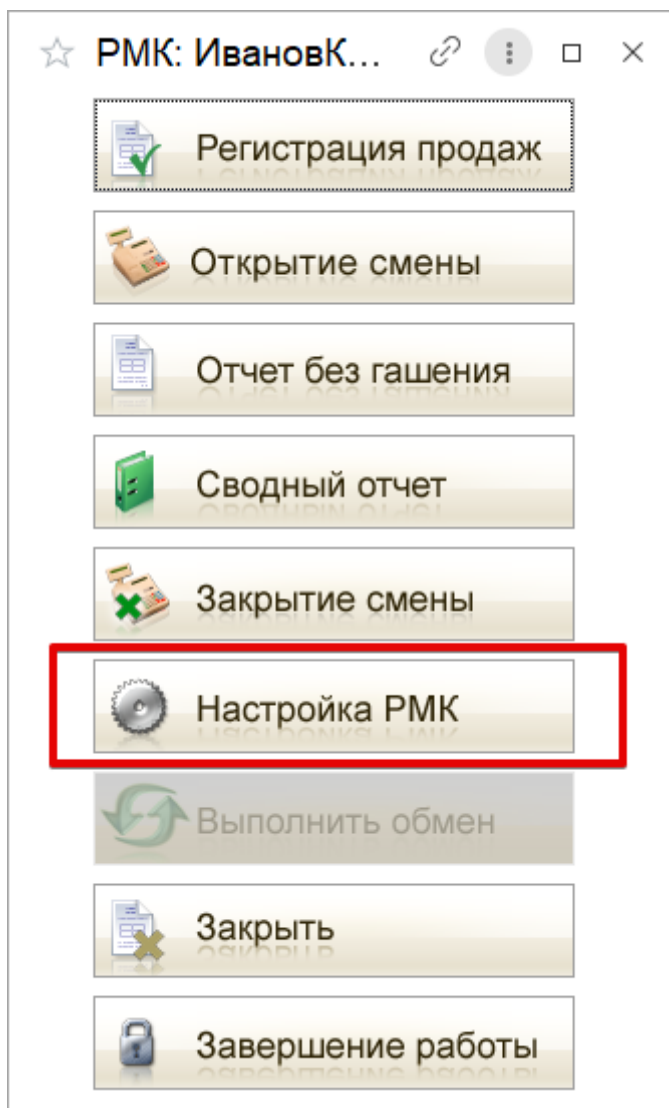 РМК: ИвановК...
Регистрация продаж
Открытие смены
Отчет без гашения
Сводный отчет
Закрытие смены
Настройка РМК
Выполнить обмен
Закрыть
Завершение работы